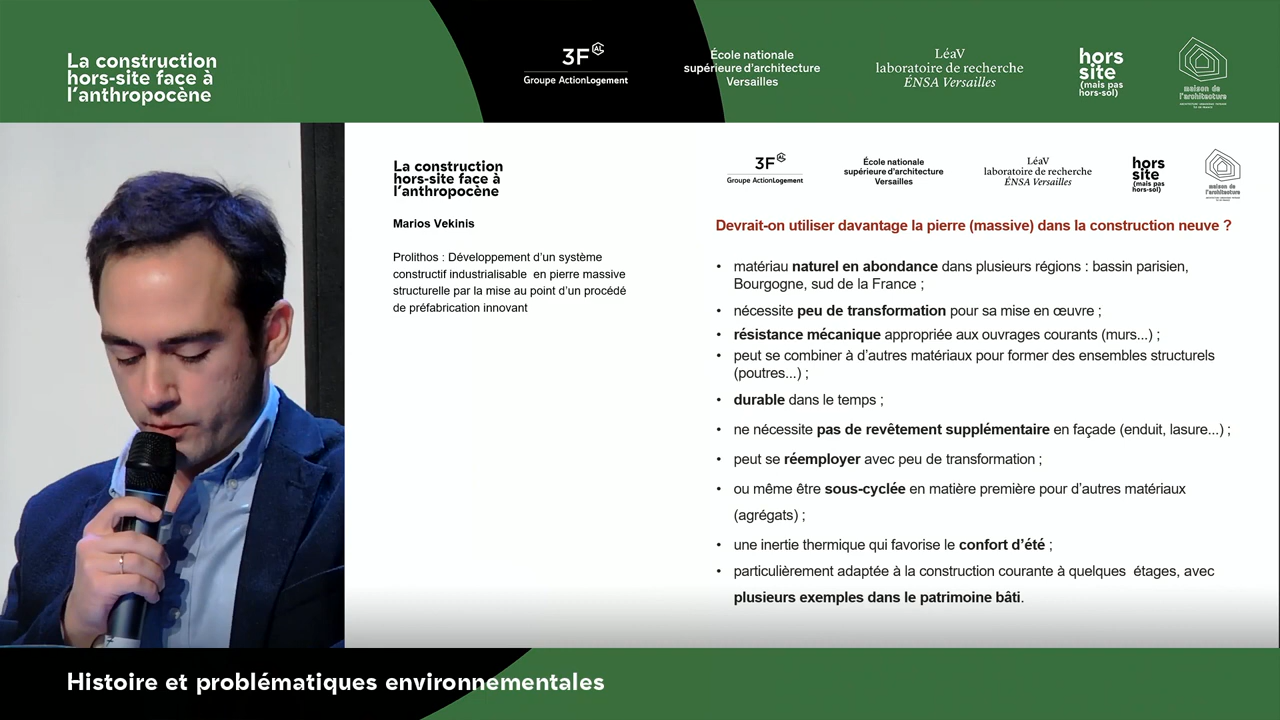 La construction
hors-site face à
l'anthropocène
3F AL
Groupe ActionLogement
École nationale
supérieure d'architecture
Versailles
LéaV
laboratoire de recherche
ÉNSA Versailles
hors
site
(mais pas
hors-sol)
maison de
l'architecture
La construction
hors-site face à
l'anthropocène
3F AL
Groupe ActionLogement
École nationale
supérieure d'architecture
Versailles
LéaV
laboratoire de recherche
ÉNSA Versailles
hors
site
(mais pas
hors-sol)
maison de
l'architecture
Marios Vekinis
Prolithos : Développement d'un système
constructif industrialisable en pierre massive
structurelle par la mise au point d'un procédé
de préfabrication innovant
Devrait-on utiliser davantage la pierre (massive) dans la construction neuve ?
• matériau naturel en abondance dans plusieurs régions : bassin parisien,
Bourgogne, sud de la France ;
• nécessite peu de transformation pour sa mise en œuvre ;
• résistance mécanique appropriée aux ouvrages courants (murs...) ;
• peut se combiner à d'autres matériaux pour former des ensembles structurels
(poutres...) ;
• durable dans le temps ;
• ne nécessite pas de revêtement supplémentaire en façade (enduit, lasure...) ;
• peut se réemployer avec peu de transformation ;
• ou même être sous-cyclée en matière première pour d'autres matériaux
(agrégats) ;
• une inertie thermique qui favorise le confort d'été ;
• particulièrement adaptée à la construction courante à quelques étages, avec
plusieurs exemples dans le patrimoine bâti.
Histoire et problématiques environnementales